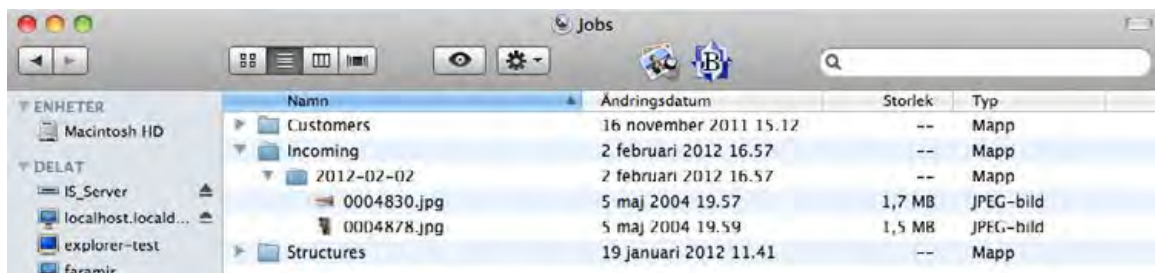 Jobs
B
ENHETER
Macintosh HD
DELAT
IS_Server
localhost.locald...
explorer-test
faramir
Namn Ändringsdatum Storlek Typ
Customers 16 november 2011 15.12 -- Mapp
Incoming 2 februari 2012 16.57 -- Mapp
2012-02-02 2 februari 2012 16.57 -- Mapp
0004830.jpg 5 maj 2004 19.57 1,7 MB JPEG-bild
0004878.jpg 5 maj 2004 19.59 1,5 MB JPEG-bild
Structures 19 januari 2012 11.41 -- Mapp